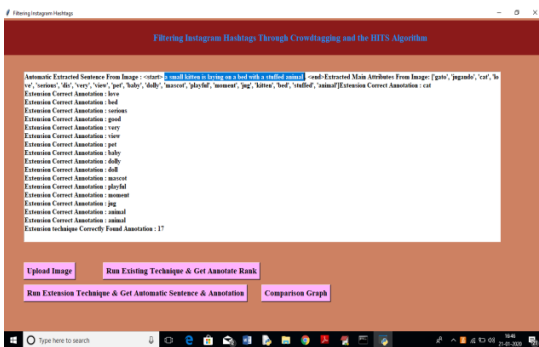 Filtering Instagram Hashtags
Filtering Instagram Hashtags Through Crowdtagging and the HITS Algorithm
Automatic Extracted Sentence From Image : <start> a small kitten is laying on a bed with a stuffed animal . <end>Extracted Main Attributes From Image: ['gato', 'jugando', 'cat', 'lo
ve', 'serious', 'dis', 'very', 'view', 'pet', 'baby', 'dolly', 'mascot', 'playful', 'moment', 'jug', 'kitten', 'bed', 'stuffed', 'animal']Extension Correct Annotation : cat
Extension Correct Annotation : love
Extension Correct Annotation : bed
Extension Correct Annotation : serious
Extension Correct Annotation : good
Extension Correct Annotation : very
Extension Correct Annotation : view
Extension Correct Annotation : pet
Extension Correct Annotation : baby
Extension Correct Annotation : dolly
Extension Correct Annotation : doll
Extension Correct Annotation : mascot
Extension Correct Annotation : playful
Extension Correct Annotation : moment
Extension Correct Annotation : jug
Extension Correct Annotation : animal
Extension Correct Annotation : animal
Extension technique Correctly Found Annotation : 17
Upload Image
Run Existing Technique & Get Annotate Rank
Run Extension Technique & Get Automatic Sentence & Annotation
Comparison Graph
Type here to search
16:46
21-01-2020